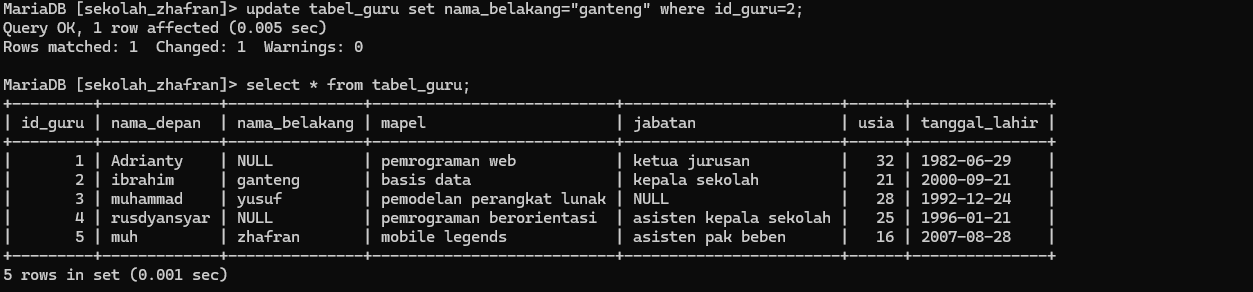 MariaDB [sekolah_zhafran]> update tabel_guru set nama_belakang="ganteng" where id_guru=2;
Query OK, 1 row affected (0.005 sec)
Rows matched: 1  Changed: 1  Warnings: 0

MariaDB [sekolah_zhafran]> select * from tabel_guru;
+---------+-------------+---------------+---------------------------+------------------------+------+---------------+
| id_guru | nama_depan  | nama_belakang | mapel                     | jabatan                | usia | tanggal_lahir |
+---------+-------------+---------------+---------------------------+------------------------+------+---------------+
|       1 | Adrianty    | NULL          | pemrograman web           | ketua jurusan          |   32 | 1982-06-29    |
|       2 | ibrahim     | ganteng       | basis data                | kepala sekolah         |   21 | 2000-09-21    |
|       3 | muhammad    | yusuf         | pemodelan perangkat lunak | NULL                   |   28 | 1992-12-24    |
|       4 | rusdyansyar | NULL          | pemrograman berorientasi  | asisten kepala sekolah |   25 | 1996-01-21    |
|       5 | muh         | zhafran       | mobile legends            | asisten pak beben      |   16 | 2007-08-28    |
+---------+-------------+---------------+---------------------------+------------------------+------+---------------+
5 rows in set (0.001 sec)